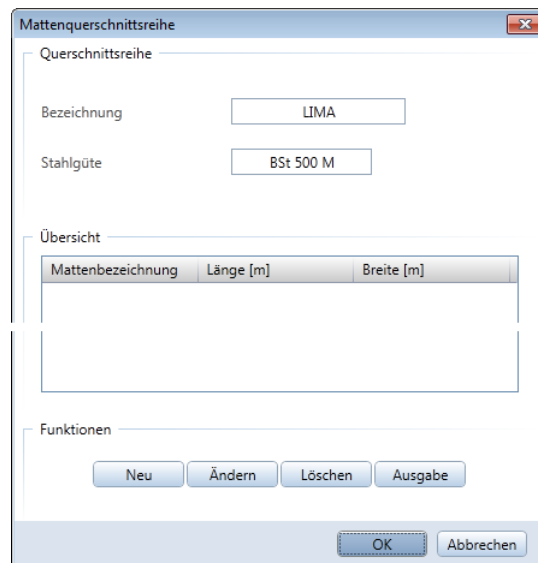 Mattenquerschnittsreihe
Querschnittsreihe
Bezeichnung LIMA
Stahlgüte BSt 500 M
Übersicht
Mattenbezeichnung Länge [m] Breite [m]
Funktionen
Neu Ändern Löschen Ausgabe
OK Abbrechen